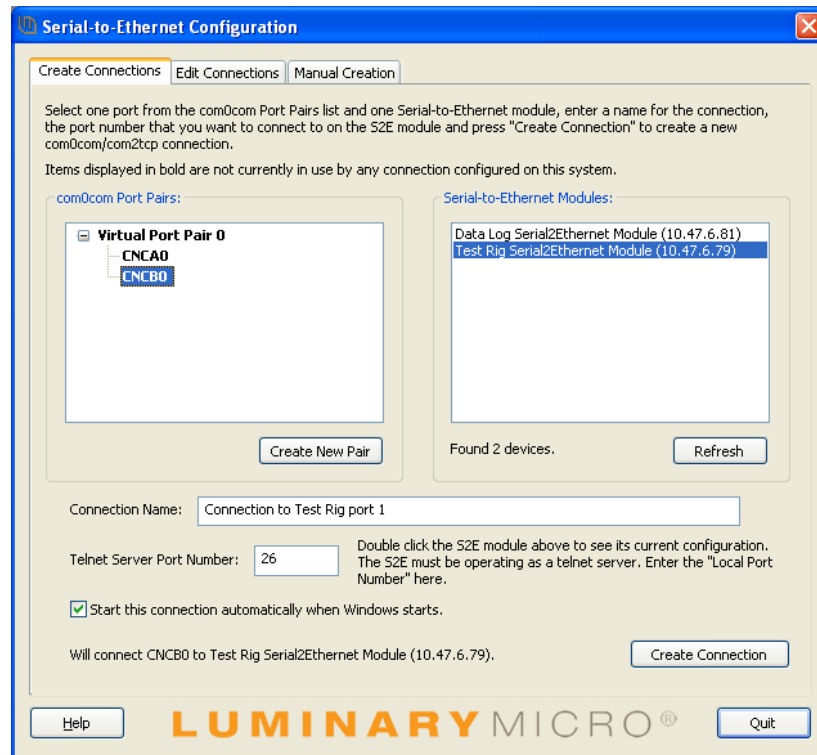 Serial-to-Ethernet Configuration
Create Connections
Edit Connections
Manual Creation
Select one port from the com0com Port Pairs list and one Serial-to-Ethernet module, enter a name for the connection,
the port number that you want to connect to on the S2E module and press "Create Connection" to create a new
com0com/com2tcp connection.
Items displayed in bold are not currently in use by any connection configured on this system.
com0com Port Pairs:
Virtual Port Pair 0
CNCA0
CNCB0
Create New Pair
Serial-to-Ethernet Modules:
Data Log Serial2Ethernet Module (10.47.6.81)
Test Rig Serial2Ethernet Module (10.47.6.79)
Found 2 devices.
Refresh
Connection Name:
Connection to Test Rig port 1
Telnet Server Port Number:
26
Double click the S2E module above to see its current configuration.
The S2E must be operating as a telnet server. Enter the "Local Port
Number" here.
Start this connection automatically when Windows starts.
Will connect CNCB0 to Test Rig Serial2Ethernet Module (10.47.6.79).
Create Connection
Help
LUMINARYMICRO®
Quit